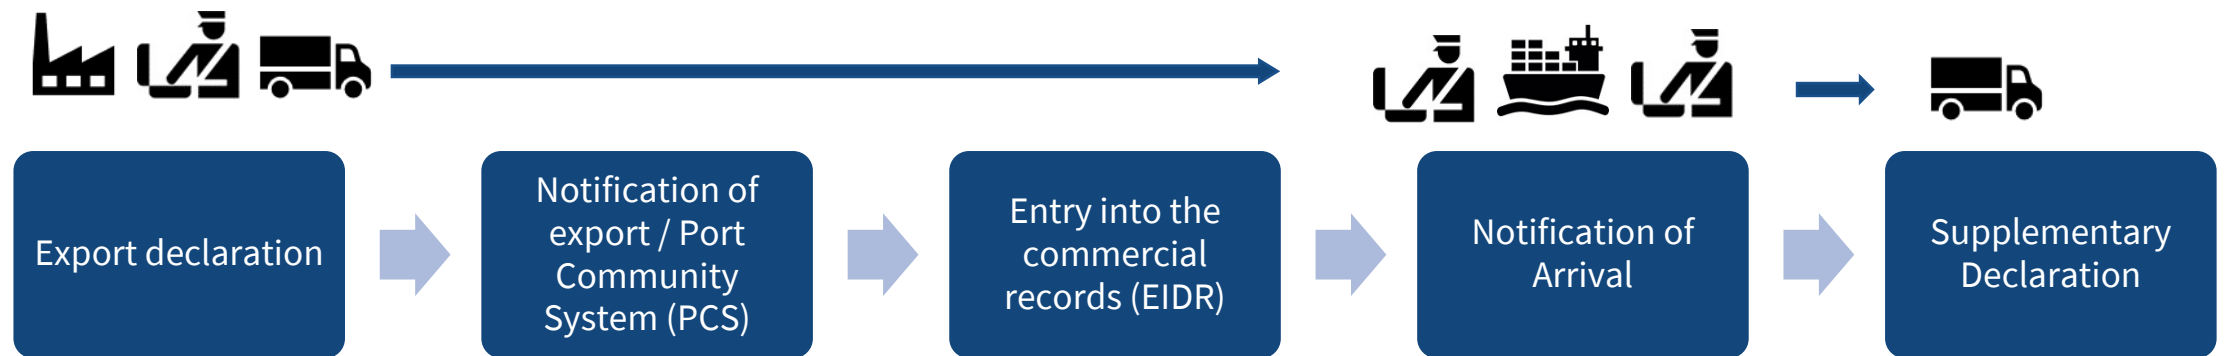 Export declaration
Notification of
export / Port
Community
System (PCS)
Entry into the
commercial
records (EIDR)
Notification of
Arrival
Supplementary
Declaration